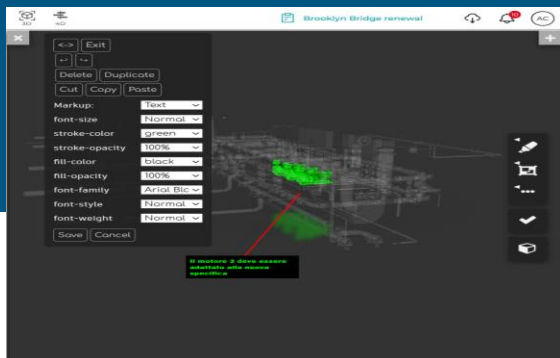 3D
4D
Brooklyn Bridge renewal
10
AC
<-> Exit
Delete Duplicate
Cut Copy Paste
Markup: Text
font-size Normal
stroke-color green
stroke-opacity 100%
fill-color black
fill-opacity 100%
font-family Arial Blc
font-style Normal
font-weight Normal
Save Cancel
Il motore 3 deve essere
adattato alla nuova
specifica